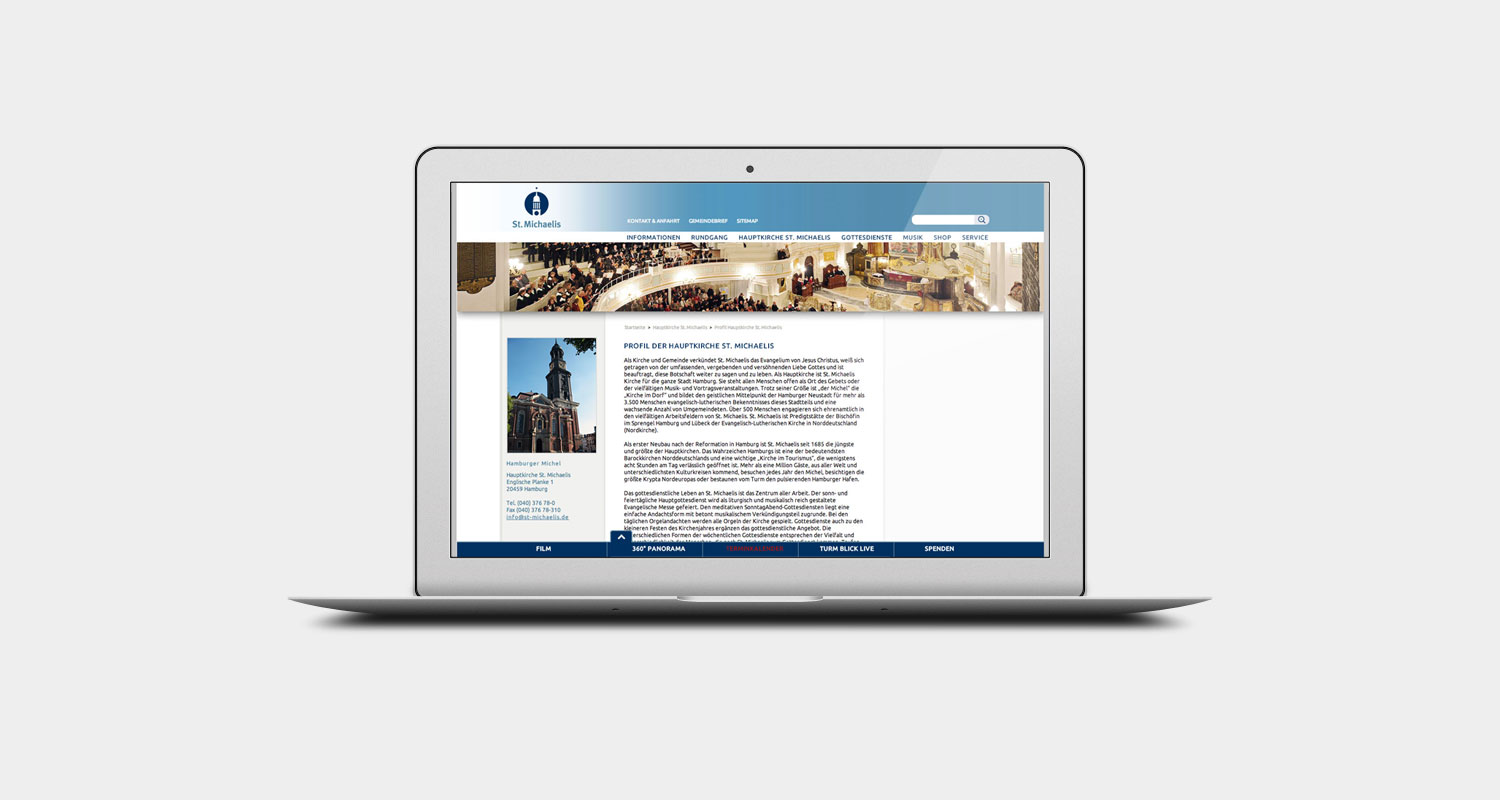 St. Michaelis
KONTAKT & ANFAHRT GEMEINDEBRIEF SITEMAP
INFORMATIONEN RUNDGANG HAUPTKIRCHE ST. MICHAELIS GOTTESDIENSTE MUSIK SHOP SERVICE
Startseite > Hauptkirche St. Michaelis > Profil Hauptkirche St. Michaelis
PROFIL DER HAUPTKIRCHE ST. MICHAELIS
Als Kirche und Gemeinde verkündet St. Michaelis das Evangelium von Jesus Christus, weiß sich
getragen von der umfassenden, vergebenden und versöhnenden Liebe Gottes und ist
beauftragt, diese Botschaft weiter zu sagen und zu leben. Als Hauptkirche ist St. Michaelis
Kirche für die ganze Stadt Hamburg. Sie steht allen Menschen offen als Ort des Gebets oder
der vielfältigen Musik- und Vortragsveranstaltungen. Trotz seiner Größe ist „der Michel" die
„Kirche im Dorf" und bildet den geistlichen Mittelpunkt der Hamburger Neustadt für mehr als
3.500 Menschen evangelisch-lutherischen Bekenntnisses dieses Stadtteils und eine
wachsende Anzahl von Umgemeindeten. Über 500 Menschen engagieren sich ehrenamtlich in
den vielfältigen Arbeitsfeldern von St. Michaelis. St. Michaelis ist Predigtstätte der Bischöfin
im Sprengel Hamburg und Lübeck der Evangelisch-Lutherischen Kirche in Norddeutschland
(Nordkirche).
Als erster Neubau nach der Reformation in Hamburg ist St. Michaelis seit 1685 die jüngste
und größte der Hauptkirchen. Das Wahrzeichen Hamburgs ist eine der bedeutendsten
Barockkirchen Norddeutschlands und eine wichtige „Kirche im Tourismus", die wenigstens
acht Stunden am Tag verlässlich geöffnet ist. Mehr als eine Million Gäste, aus aller Welt und
unterschiedlichsten Kulturkreisen kommend, besuchen jedes Jahr den Michel, besichtigen die
größte Krypta Nordeuropas oder bestaunen vom Turm den pulsierenden Hamburger Hafen.
Das gottesdienstliche Leben an St. Michaelis ist das Zentrum aller Arbeit. Der sonn- und
feiertägliche Hauptgottesdienst wird als liturgisch und musikalisch reich gestaltete
Evangelische Messe gefeiert. Den meditativen SonntagAbend-Gottesdiensten liegt eine
einfache Andachtsform mit betont musikalischem Verkündigungsteil zugrunde. Bei den
täglichen Orgelandachten werden alle Orgeln der Kirche gespielt. Gottesdienste auch zu den
kleineren Festen des Kirchenjahres ergänzen das gottesdienstliche Angebot. Die
unterschiedlichen Formen der wöchentlichen Gottesdienste entsprechen der Vielfalt und
Hamburger Michel
Hauptkirche St. Michaelis
Englische Planke 1
20459 Hamburg
Tel. (040) 376 78-0
Fax (040) 376 78-310
info@st-michaelis.de
FILM 360° PANORAMA TERMINKALENDER TURM BLICK LIVE SPENDEN